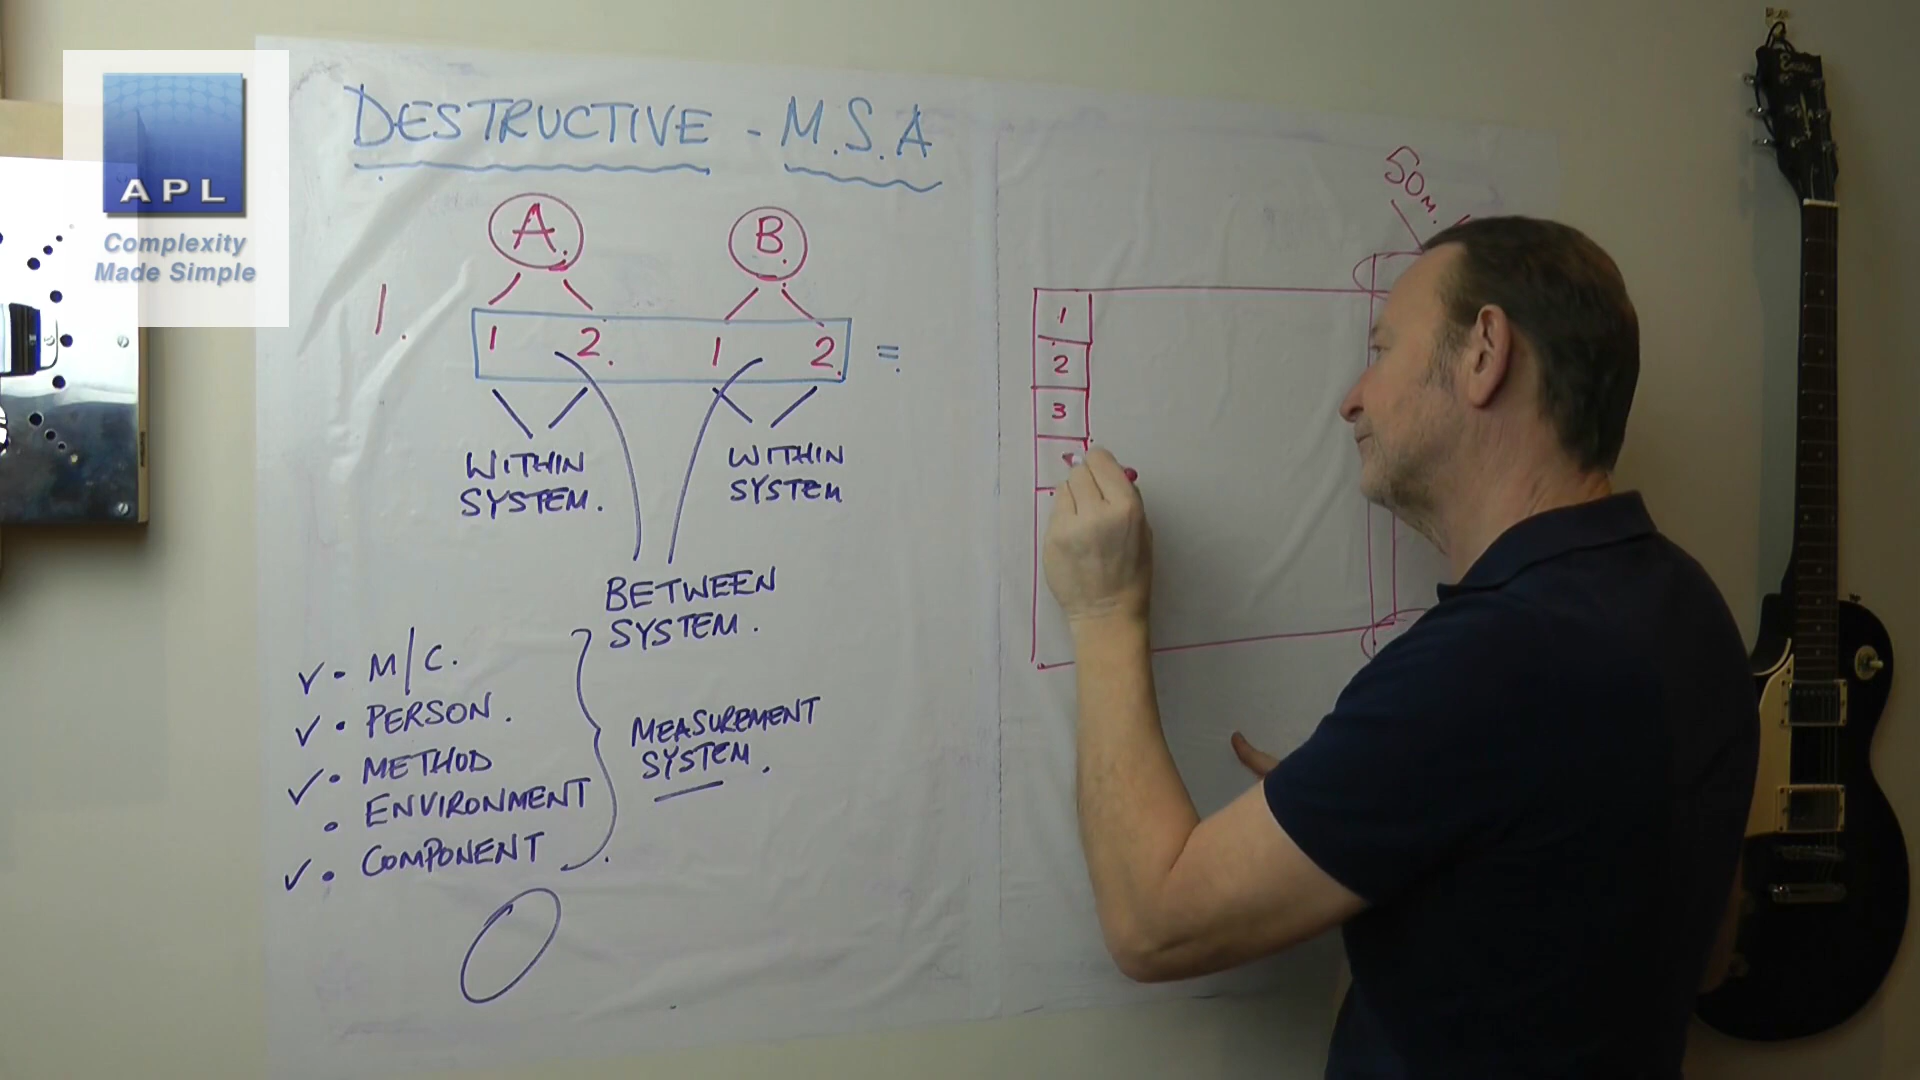 APL
Complexity
Made Simple
DESTRUCTIVE - M.S.A
A. B.
1. 1 2. 1 2. =
WITHIN
SYSTEM.
WITHIN
SYSTEM
BETWEEN
SYSTEM.
✓ • M/C.
✓ • PERSON.
✓ • METHOD
• ENVIRONMENT
✓ • COMPONENT
MEASUREMENT
SYSTEM.
50m.
1
2
3